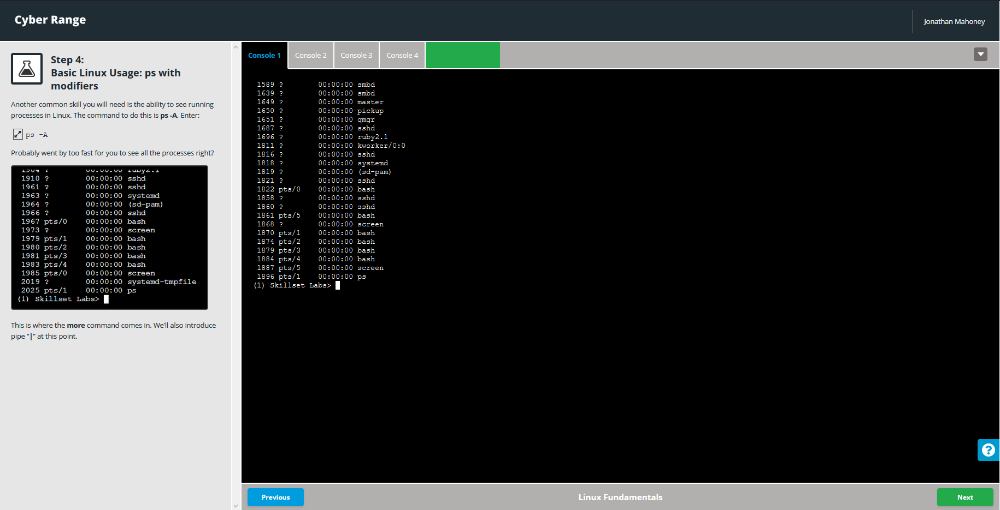 Cyber Range
Jonathan Mahoney
Step 4:
Basic Linux Usage: ps with
modifiers
Another common skill you will need is the ability to see running
processes in Linux. The command to do this is ps -A. Enter:
ps -A
Probably went by too fast for you to see all the processes right?
1904 ? 00:00:00 ruby2.1
1910 ? 00:00:00 sshd
1961 ? 00:00:00 sshd
1963 ? 00:00:00 systemd
1964 ? 00:00:00 (sd-pam)
1966 ? 00:00:00 sshd
1967 pts/0 00:00:00 bash
1973 ? 00:00:00 screen
1979 pts/1 00:00:00 bash
1980 pts/2 00:00:00 bash
1981 pts/3 00:00:00 bash
1983 pts/4 00:00:00 bash
1985 pts/0 00:00:00 screen
2019 ? 00:00:00 systemd-tmpfile
2025 pts/1 00:00:00 ps
(1) Skillset Labs>
This is where the more command comes in. We'll also introduce
pipe “|” at this point.
Console 1
Console 2
Console 3
Console 4
1589 ? 00:00:00 smbd
1639 ? 00:00:00 smbd
1649 ? 00:00:00 master
1650 ? 00:00:00 pickup
1651 ? 00:00:00 qmgr
1687 ? 00:00:00 sshd
1696 ? 00:00:00 ruby2.1
1811 ? 00:00:00 kworker/0:0
1816 ? 00:00:00 sshd
1818 ? 00:00:00 systemd
1819 ? 00:00:00 (sd-pam)
1821 ? 00:00:00 sshd
1822 pts/0 00:00:00 bash
1858 ? 00:00:00 sshd
1860 ? 00:00:00 sshd
1861 pts/5 00:00:00 bash
1868 ? 00:00:00 screen
1870 pts/1 00:00:00 bash
1874 pts/2 00:00:00 bash
1879 pts/3 00:00:00 bash
1884 pts/4 00:00:00 bash
1887 pts/5 00:00:00 screen
1896 pts/1 00:00:00 ps
(1) Skillset Labs>
?
Previous
Linux Fundamentals
Next